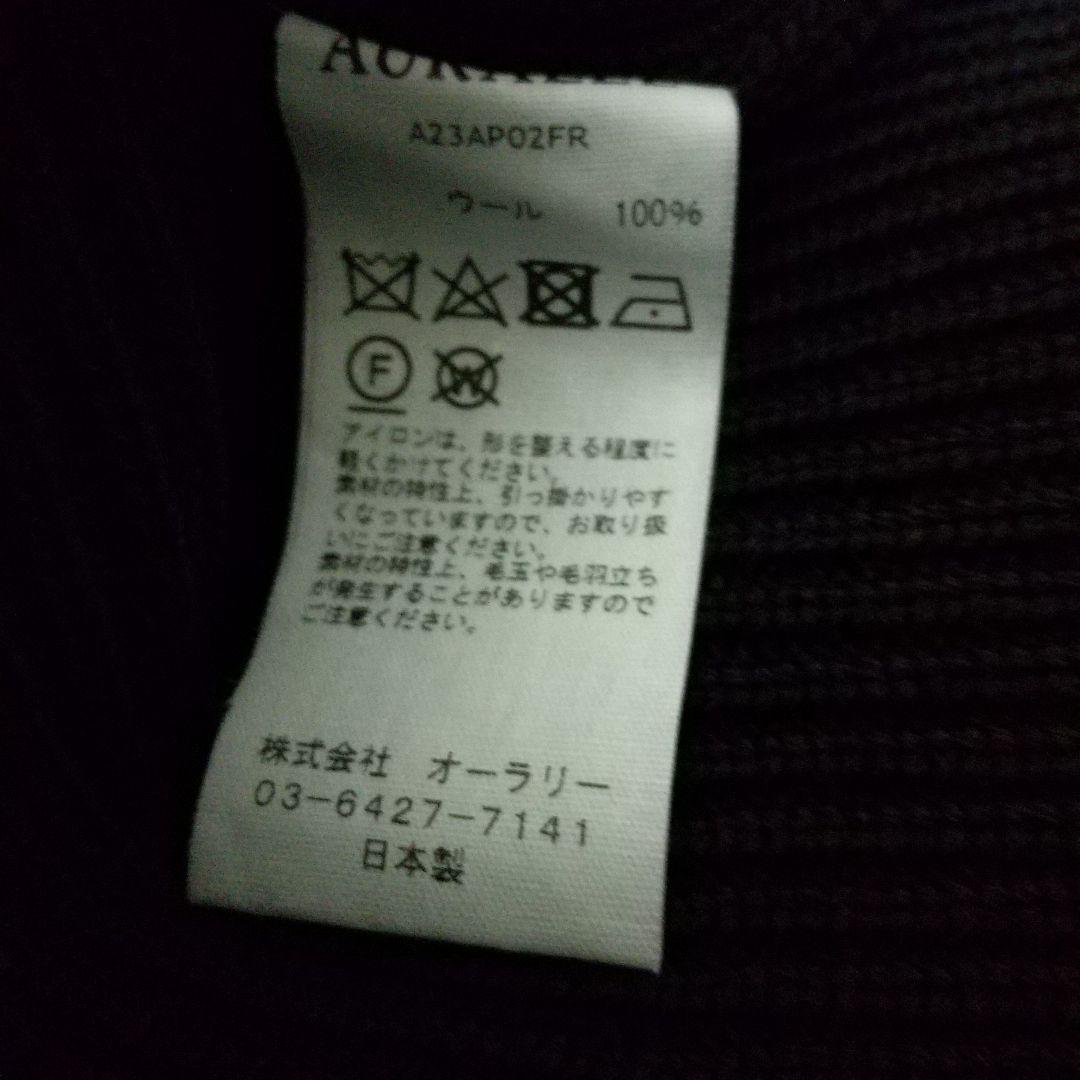 AURALEE
A23AP02FR
ウール 100%
F
W
アイロンは、形を整える程度に
軽くかけてください。
素材の特性上、引っ掛かりやす
くなっていますので、お取り扱
いにご注意ください。
素材の特性上、毛玉や毛羽立ち
が発生することがありますので
ご注意ください。
株式会社 オーラリー
03-6427-7141
日本製